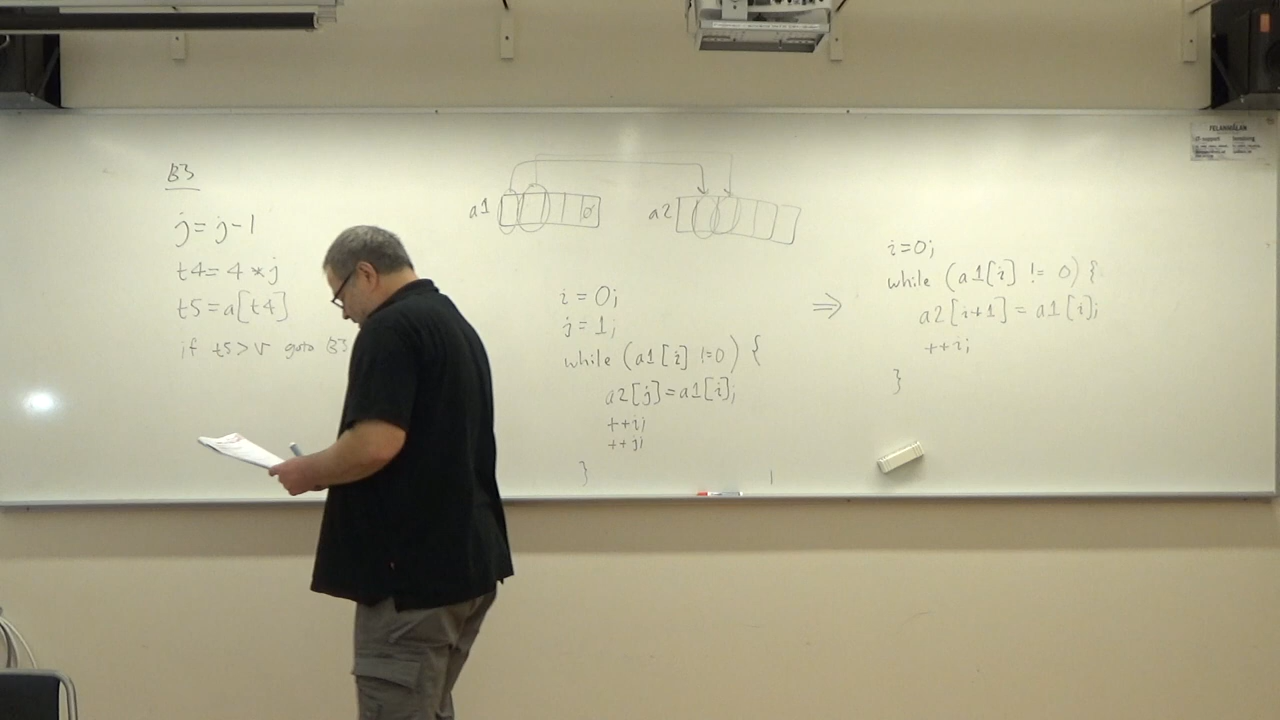 B3
j = j-1
t4 = 4 * j
t5 = a[t4]
if t5 > v goto B3
a1
0
a2
i = 0;
j = 1;
while (a1[i] !=0) {
a2[j] = a1[i];
++i;
++j;
}
⇒
i=0;
while (a1[i] != 0) {
a2[i+1] = a1[i];
++i;
}
FELANMÄLAN